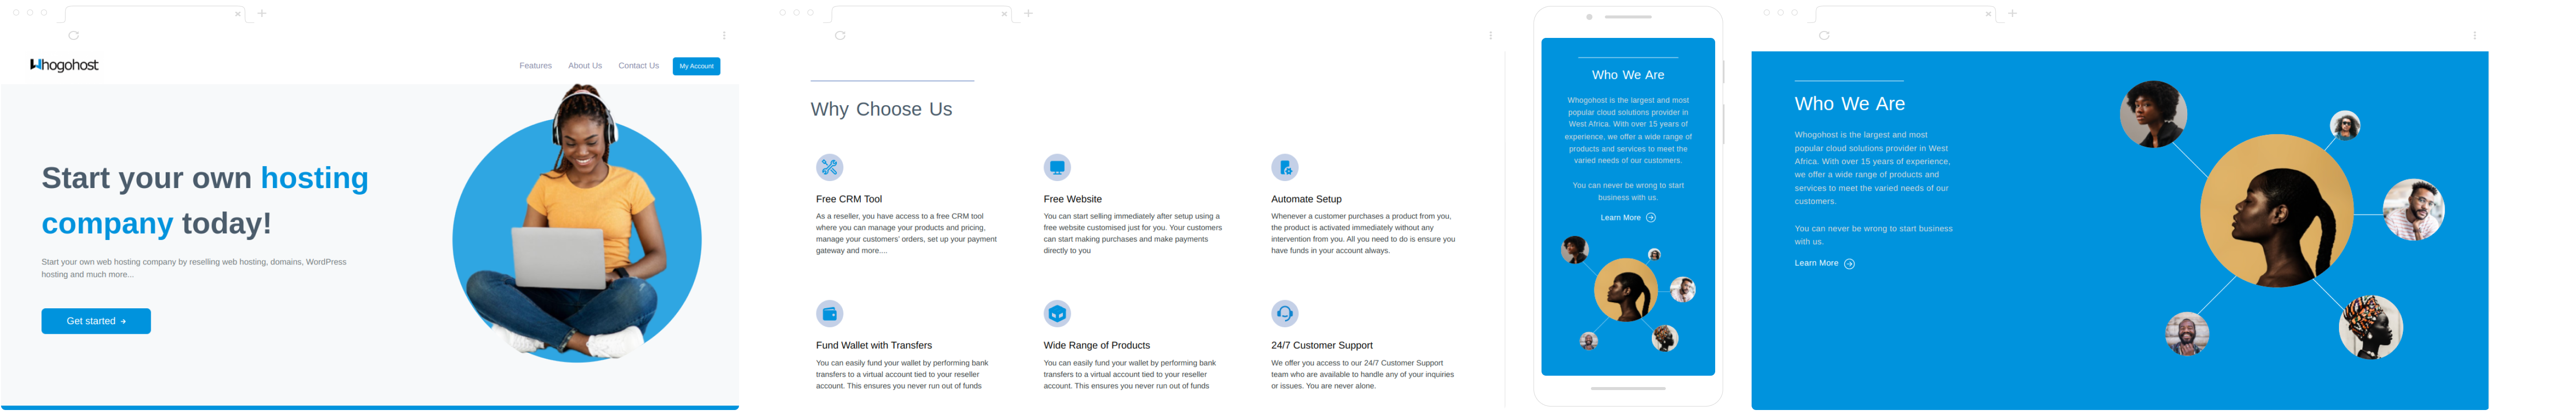 Whogohost
Features About Us Contact Us My Account
Start your own hosting
company today!
Start your own web hosting company by reselling web hosting, domains, WordPress
hosting and much more...
Get started
Why Choose Us
Free CRM Tool
As a reseller, you have access to a free CRM tool
where you can manage your products and pricing,
manage your customers' orders, set up your payment
gateway and more....
Free Website
You can start selling immediately after setup using a
free website customised just for you. Your customers
can start making purchases and make payments
directly to you
Automate Setup
Whenever a customer purchases a product from you,
the product is activated immediately without any
intervention from you. All you need to do is ensure you
have funds in your account always.
Fund Wallet with Transfers
You can easily fund your wallet by performing bank
transfers to a virtual account tied to your reseller
account. This ensures you never run out of funds
Wide Range of Products
You can easily fund your wallet by performing bank
transfers to a virtual account tied to your reseller
account. This ensures you never run out of funds
24/7 Customer Support
We offer you access to our 24/7 Customer Support
team who are available to handle any of your inquiries
or issues. You are never alone.
Who We Are
Whogohost is the largest and most
popular cloud solutions provider in
West Africa. With over 15 years of
experience, we offer a wide range of
products and services to meet the
varied needs of our customers.
You can never be wrong to start
business with us.
Learn More
Who We Are
Whogohost is the largest and most
popular cloud solutions provider in West
Africa. With over 15 years of experience,
we offer a wide range of products and
services to meet the varied needs of our
customers.
You can never be wrong to start business
with us.
Learn More